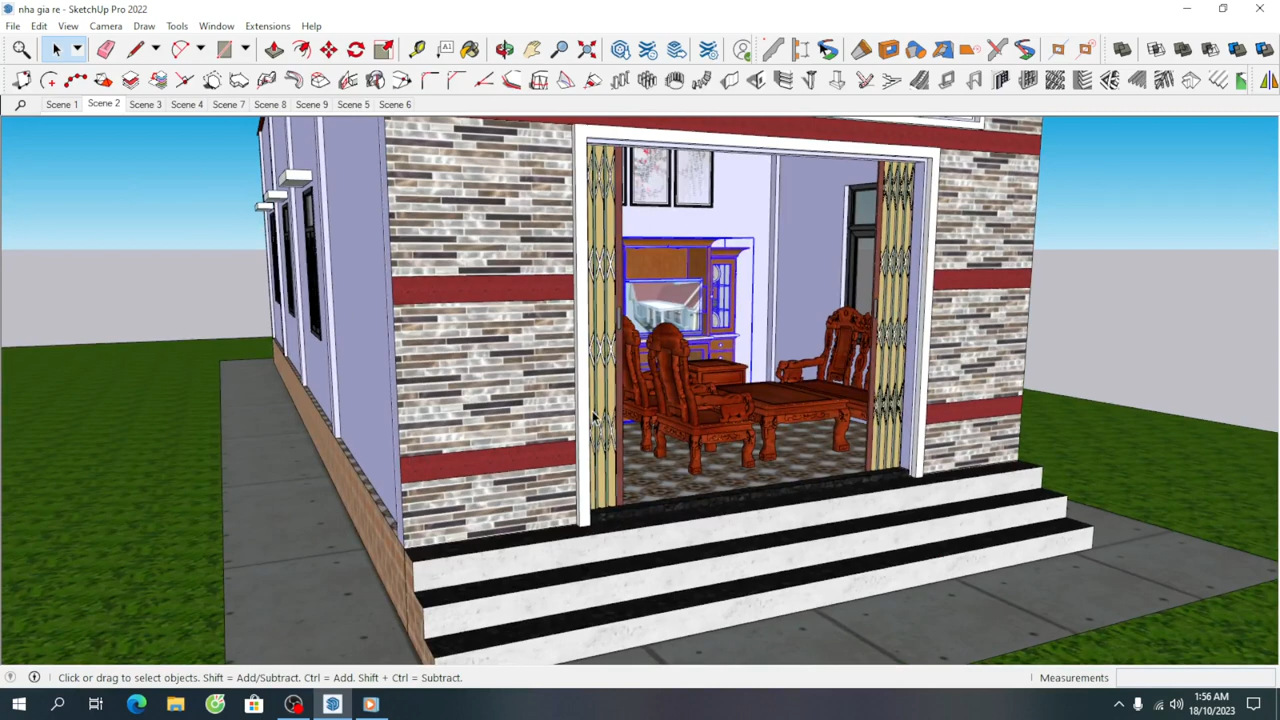 nha gia re - SketchUp Pro 2022
File Edit View Camera Draw Tools Window Extensions Help
A1
Scene 1 Scene 2 Scene 3 Scene 4 Scene 7 Scene 8 Scene 9 Scene 5 Scene 6
Click or drag to select objects. Shift = Add/Subtract. Ctrl = Add. Shift + Ctrl = Subtract.
Measurements
1:56 AM
18/10/2023